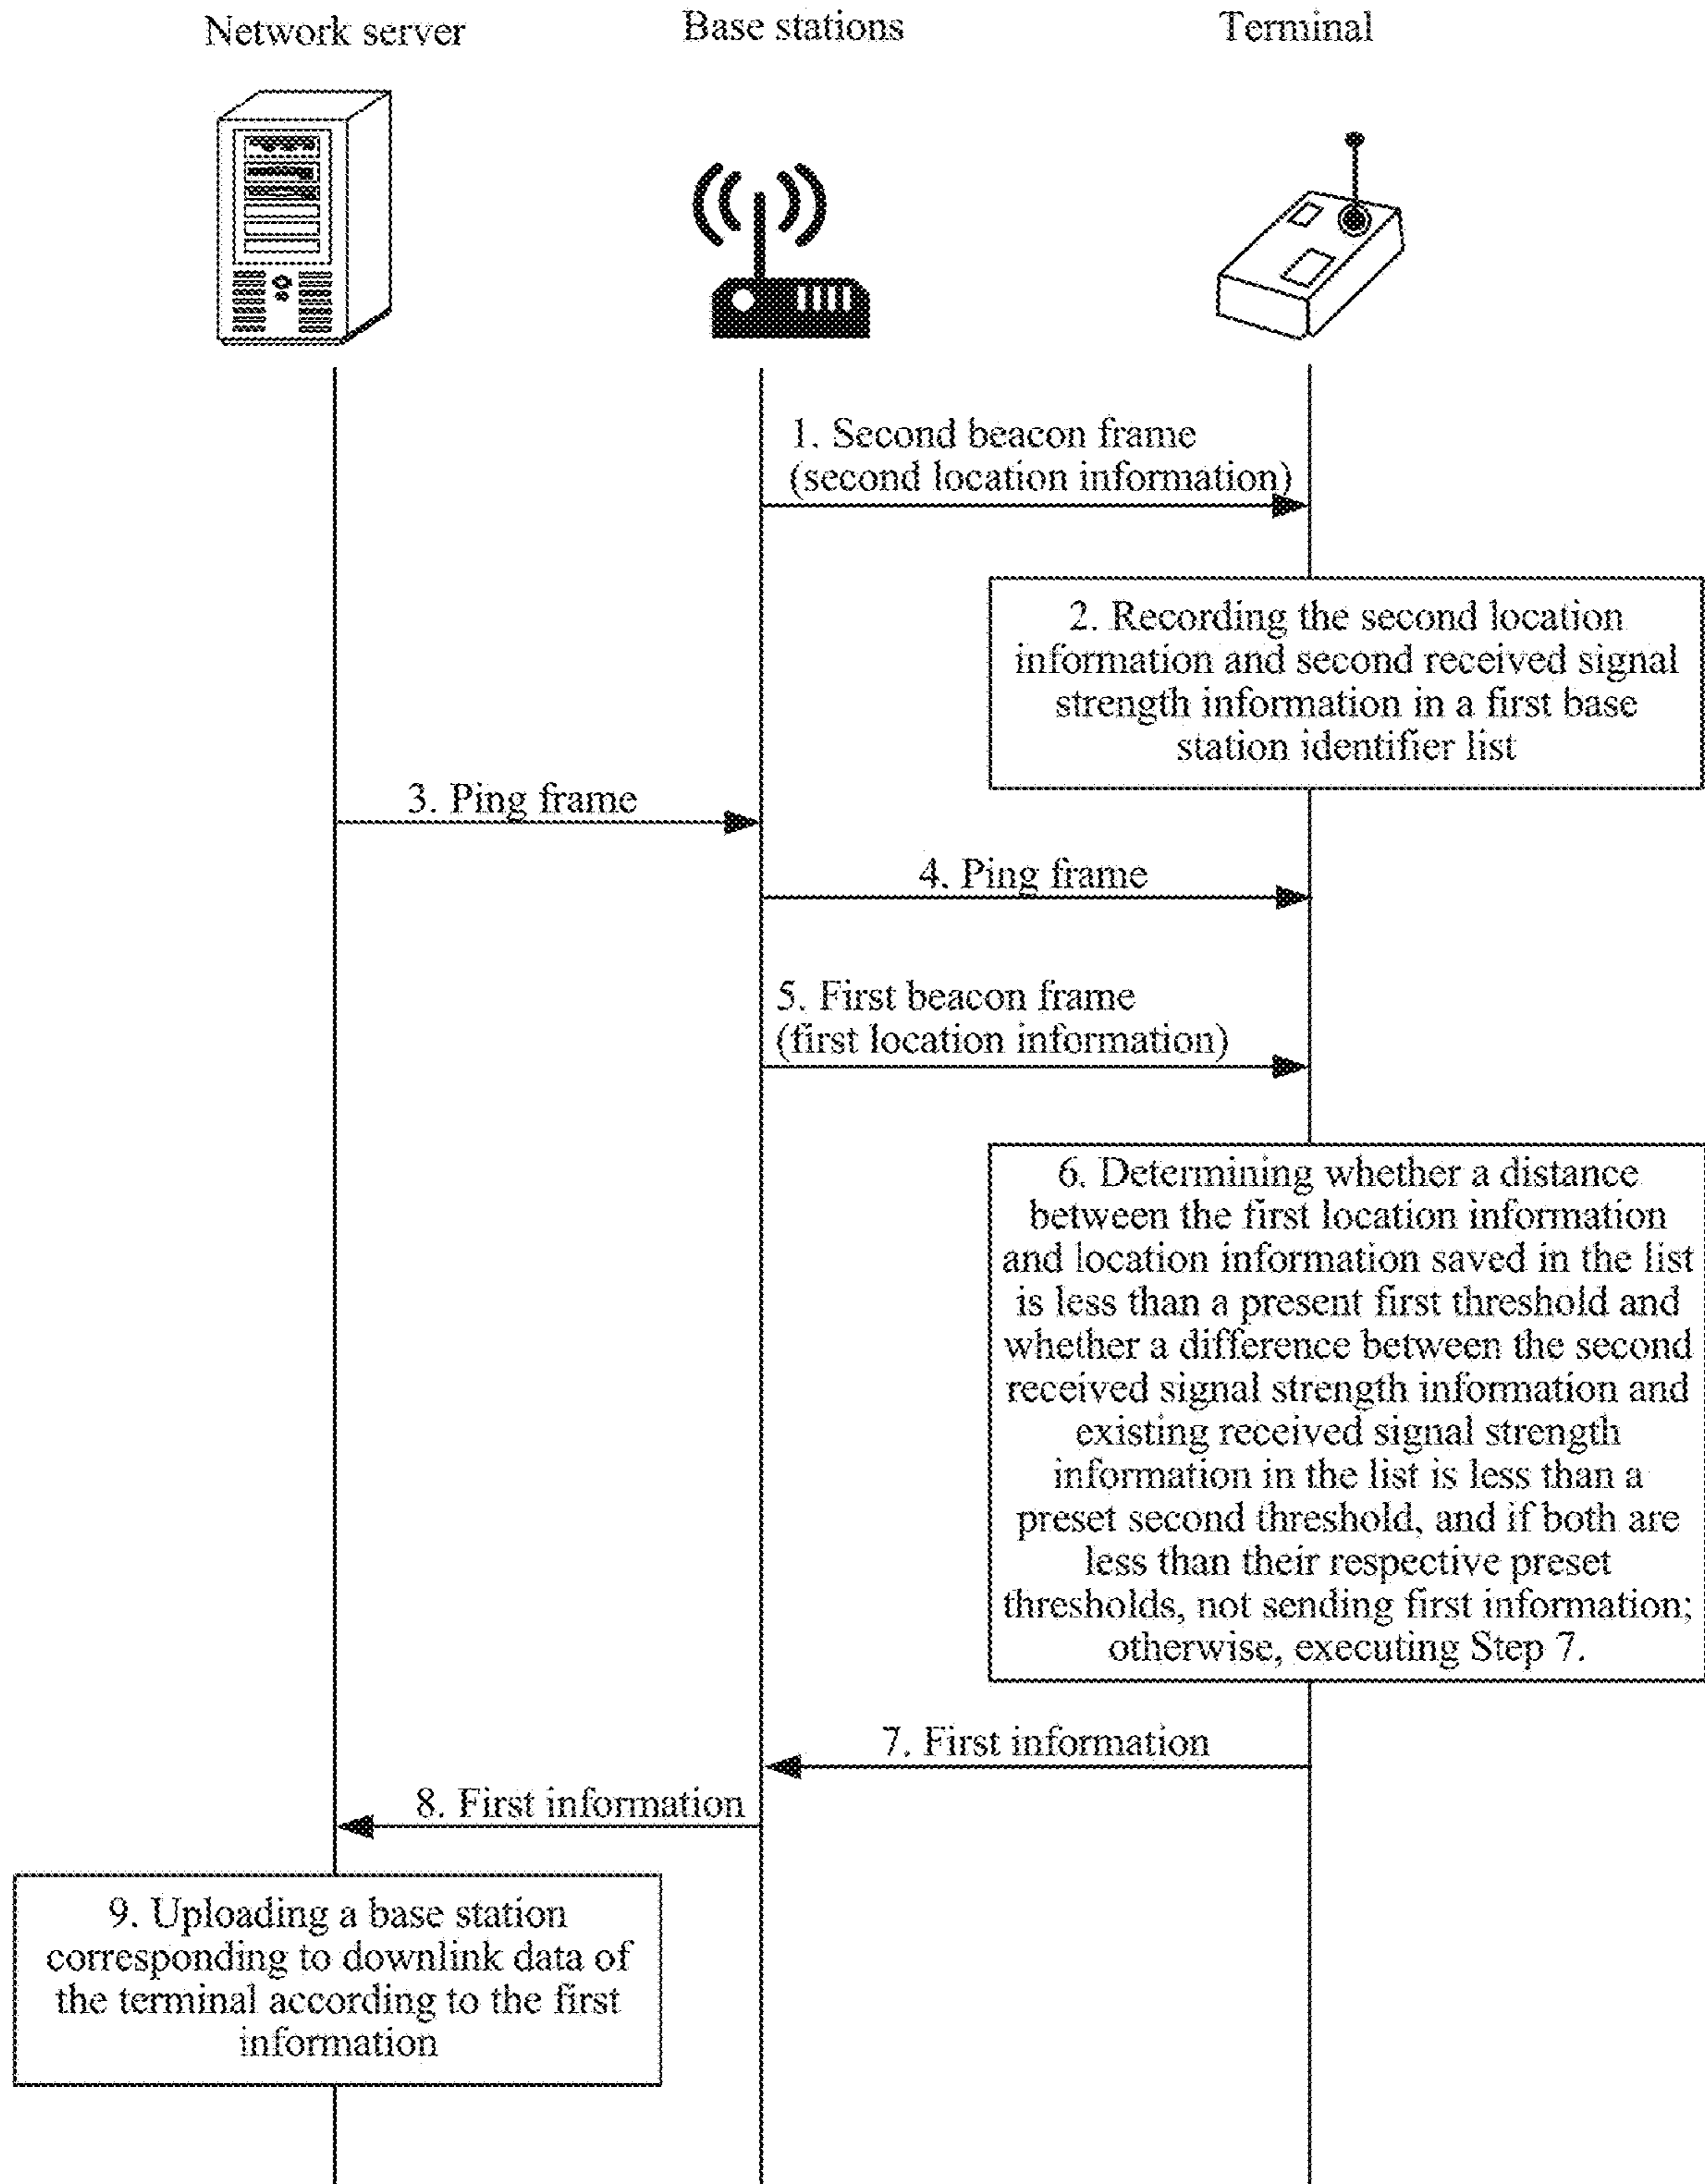 Network server
Base stations
Terminal
1. Second beacon frame
(second location information)
2. Recording the second location
information and second received signal
strength information in a first base
station identifier list
3. Ping frame
4. Ping frame
5. First beacon frame
(first location information)
6. Determining whether a distance
between the first location information
and location information saved in the list
is less than a present first threshold and
whether a difference between the second
received signal strength information and
existing received signal strength
information in the list is less than a
preset second threshold, and if both are
less than their respective preset
thresholds, not sending first information;
otherwise, executing Step 7.
7. First information
8. First information
9. Uploading a base station
corresponding to downlink data of
the terminal according to the first
information